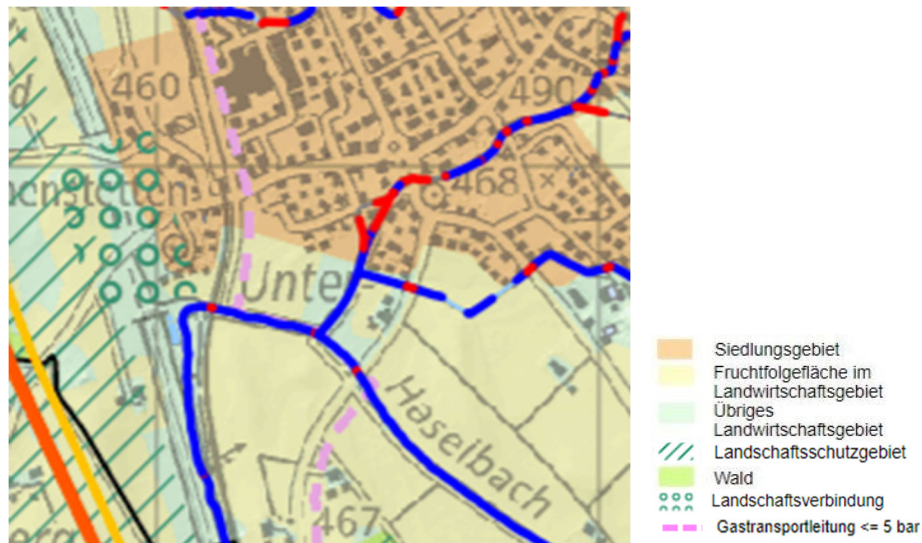 460
490
468
Unter-
Haselbach
467
Siedlungsgebiet
Fruchtfolgefläche im
Landwirtschaftsgebiet
Übriges
Landwirtschaftsgebiet
Landschaftsschutzgebiet
Wald
Landschaftsverbindung
Gastransportleitung <= 5 bar